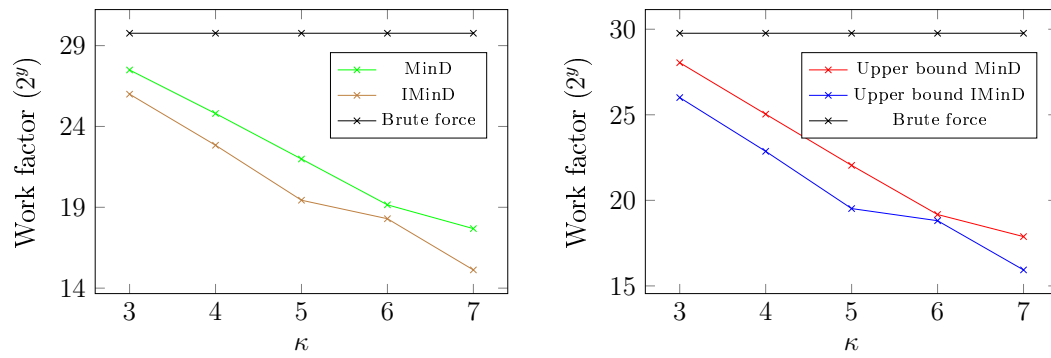 Work factor (2^y)
29
24
19
14
3 4 5 6 7
κ
MinD
IMinD
Brute force
Work factor (2^y)
30
25
20
15
3 4 5 6 7
κ
Upper bound MinD
Upper bound IMinD
Brute force